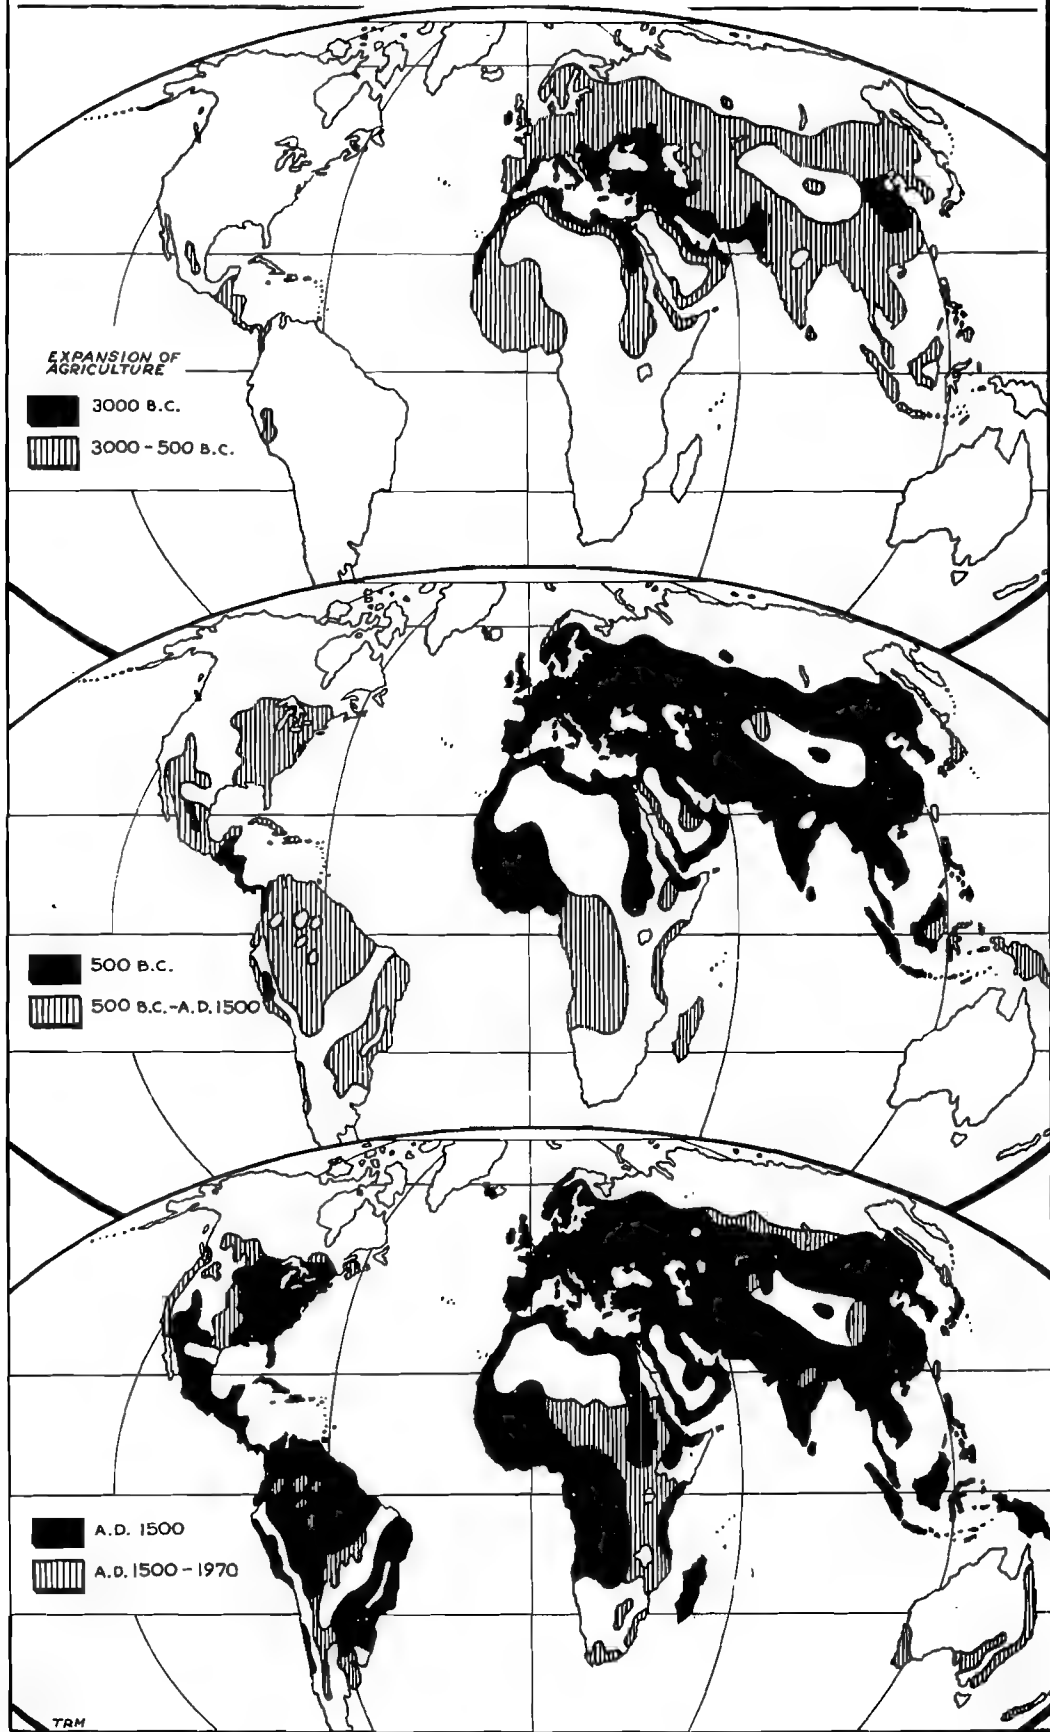 EXPANSION OF
AGRICULTURE
3000 B.C.
3000-500 B.C.
500 B.C.
500 B.C.-A.D. 1500
A.D. 1500
A.D. 1500-1970
TRM